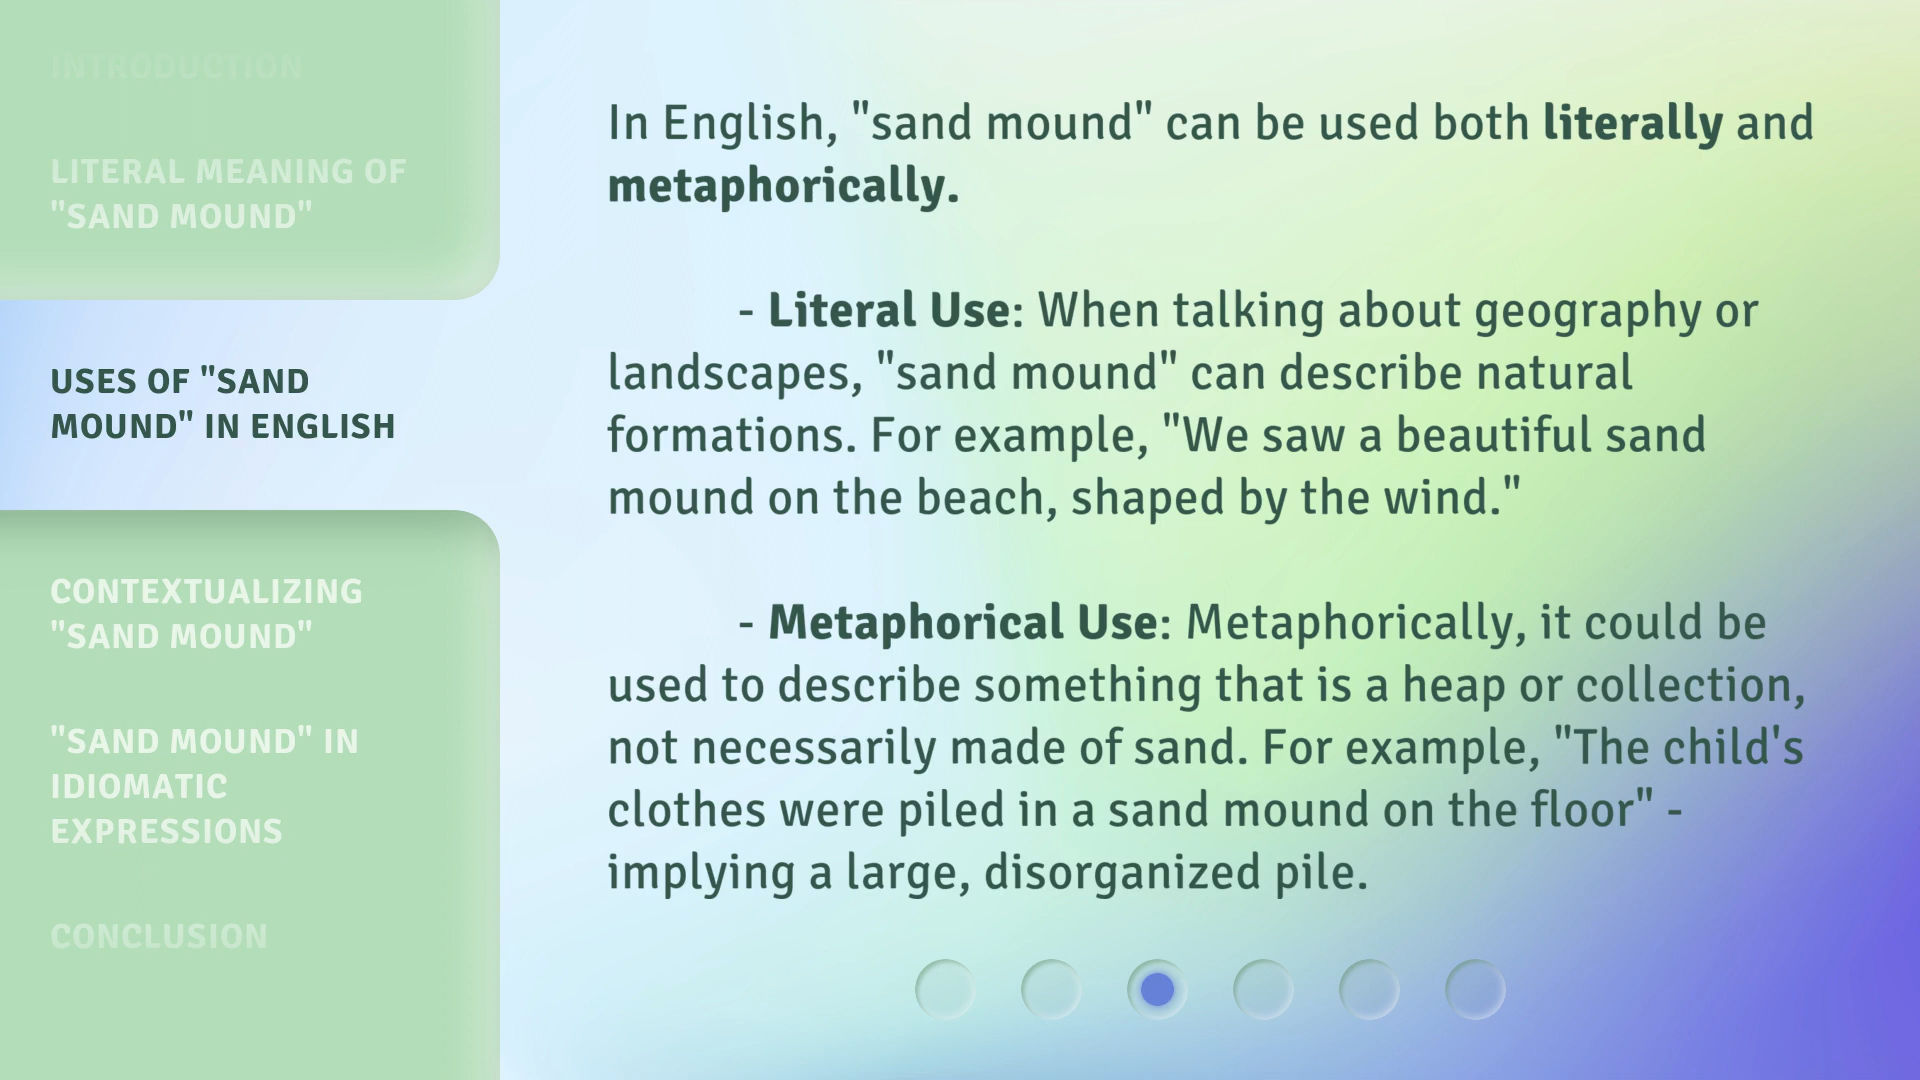 INTRODUCTION
LITERAL MEANING OF
"SAND MOUND"
USES OF "SAND
MOUND" IN ENGLISH
CONTEXTUALIZING
"SAND MOUND"
"SAND MOUND" IN
IDIOMATIC
EXPRESSIONS
CONCLUSION
In English, "sand mound" can be used both literally and
metaphorically.
- Literal Use: When talking about geography or
landscapes, "sand mound" can describe natural
formations. For example, "We saw a beautiful sand
mound on the beach, shaped by the wind."
- Metaphorical Use: Metaphorically, it could be
used to describe something that is a heap or collection,
not necessarily made of sand. For example, "The child's
clothes were piled in a sand mound on the floor" -
implying a large, disorganized pile.